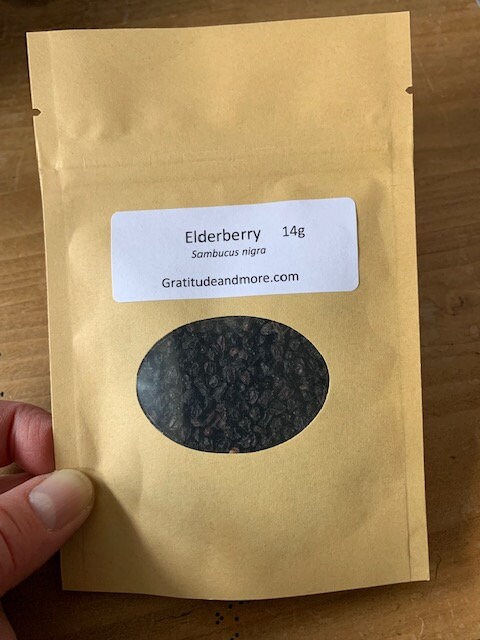 Elderberry 14g
Sambucus nigra
Gratitudeandmore.com